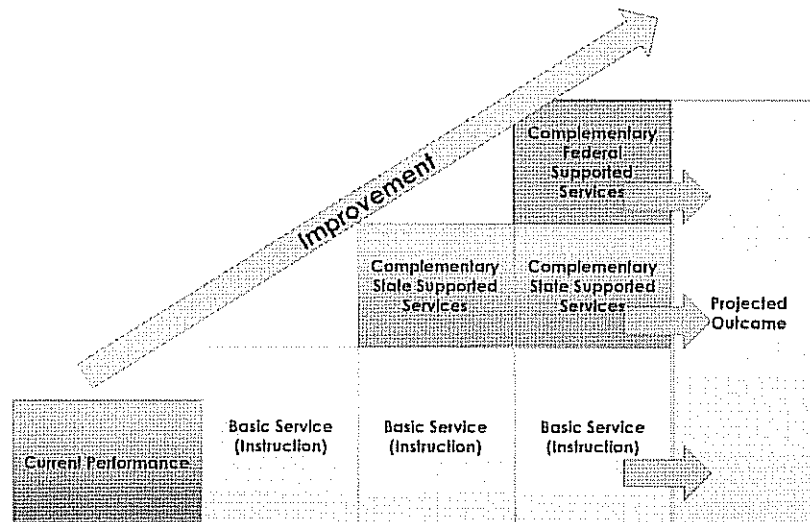 Improvement
Complementary
Federal
Supported
Services
Complementary
State Supported
Services
Complementary
State Supported
Services
Projected
Outcome
Current Performance
Basic Service
(Instruction)
Basic Service
(Instruction)
Basic Service
(Instruction)